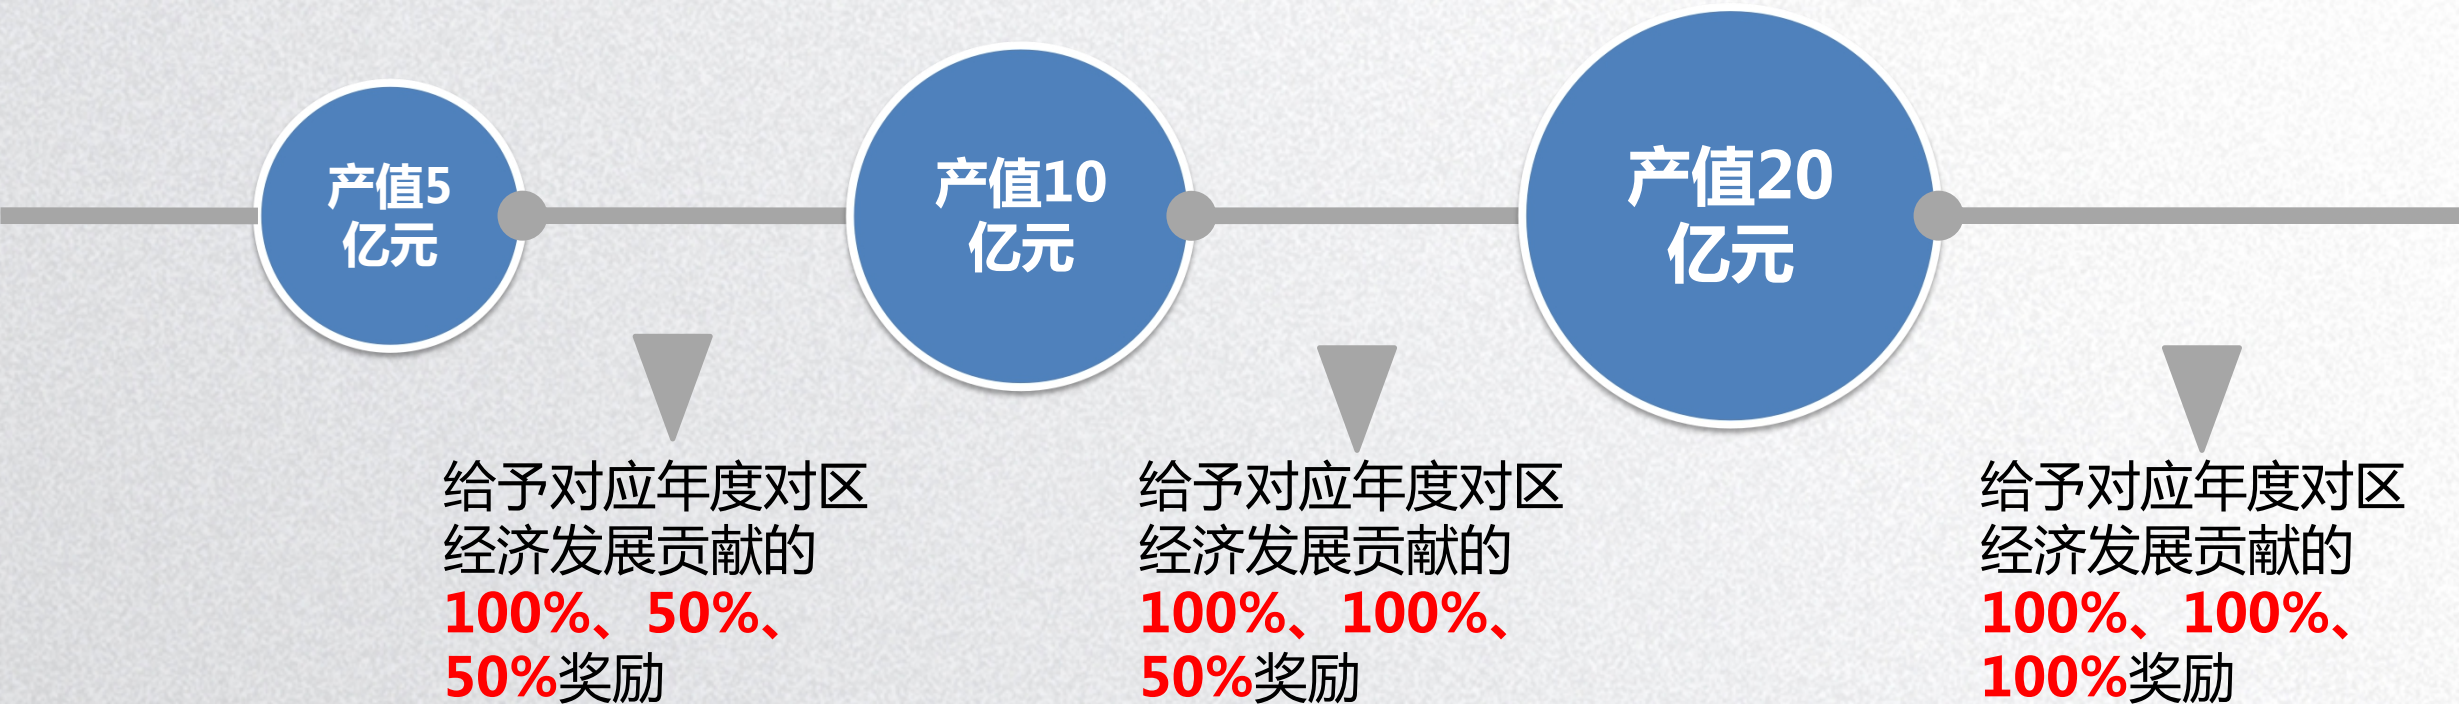 产值5
亿元
产值10
亿元
产值20
亿元
给予对应年度对区
经济发展贡献的
100%、50%、
50%奖励
给予对应年度对区
经济发展贡献的
100%、100%、
50%奖励
给予对应年度对区
经济发展贡献的
100%、100%、
100%奖励